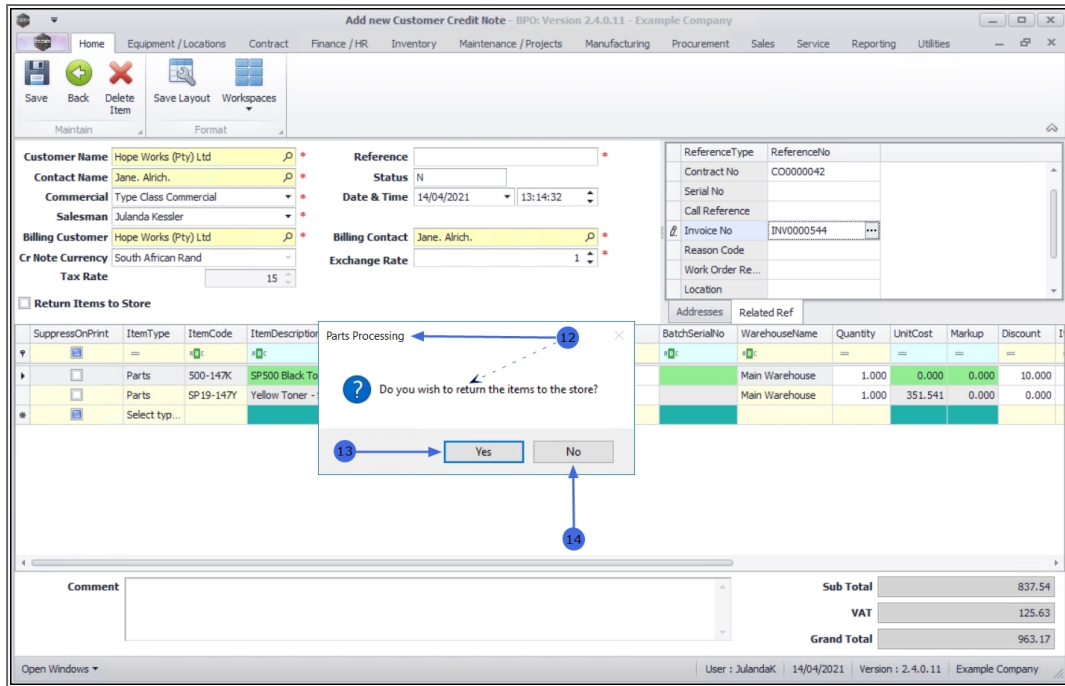 Add new Customer Credit Note - BPO: Version 2.4.0.11 - Example Company
Home Equipment / Locations Contract Finance / HR Inventory Maintenance / Projects Manufacturing Procurement Sales Service Reporting Utilities
Save Back Delete Item Save Layout Workspaces
Maintain Format
Customer Name Hope Works (Pty) Ltd * Reference *
Contact Name Jane. Alrich. * Status N
Commercial Type Class Commercial * Date & Time 14/04/2021 13:14:32
Salesman Julanda Kessler *
Billing Customer Hope Works (Pty) Ltd * Billing Contact Jane. Alrich. *
Cr Note Currency South African Rand Exchange Rate 1 *
Tax Rate 15
Return Items to Store
ReferenceType ReferenceNo
Contract No CO0000042
Serial No
Call Reference
Invoice No INV0000544 ...
Reason Code
Work Order Re...
Location
Addresses Related Ref
SuppressOnPrint ItemType ItemCode ItemDescription BatchSerialNo WarehouseName Quantity UnitCost Markup Discount
Parts 500-147K SP500 Black To Main Warehouse 1.000 0.000 0.000 10.000
Parts SP19-147Y Yellow Toner - Main Warehouse 1.000 351.541 0.000 0.000
Select typ...
Parts Processing 12
Do you wish to return the items to the store?
13 Yes No
14
Comment
Sub Total 837.54
VAT 125.63
Grand Total 963.17
Open Windows User : JulandaK 14/04/2021 Version : 2.4.0.11 Example Company